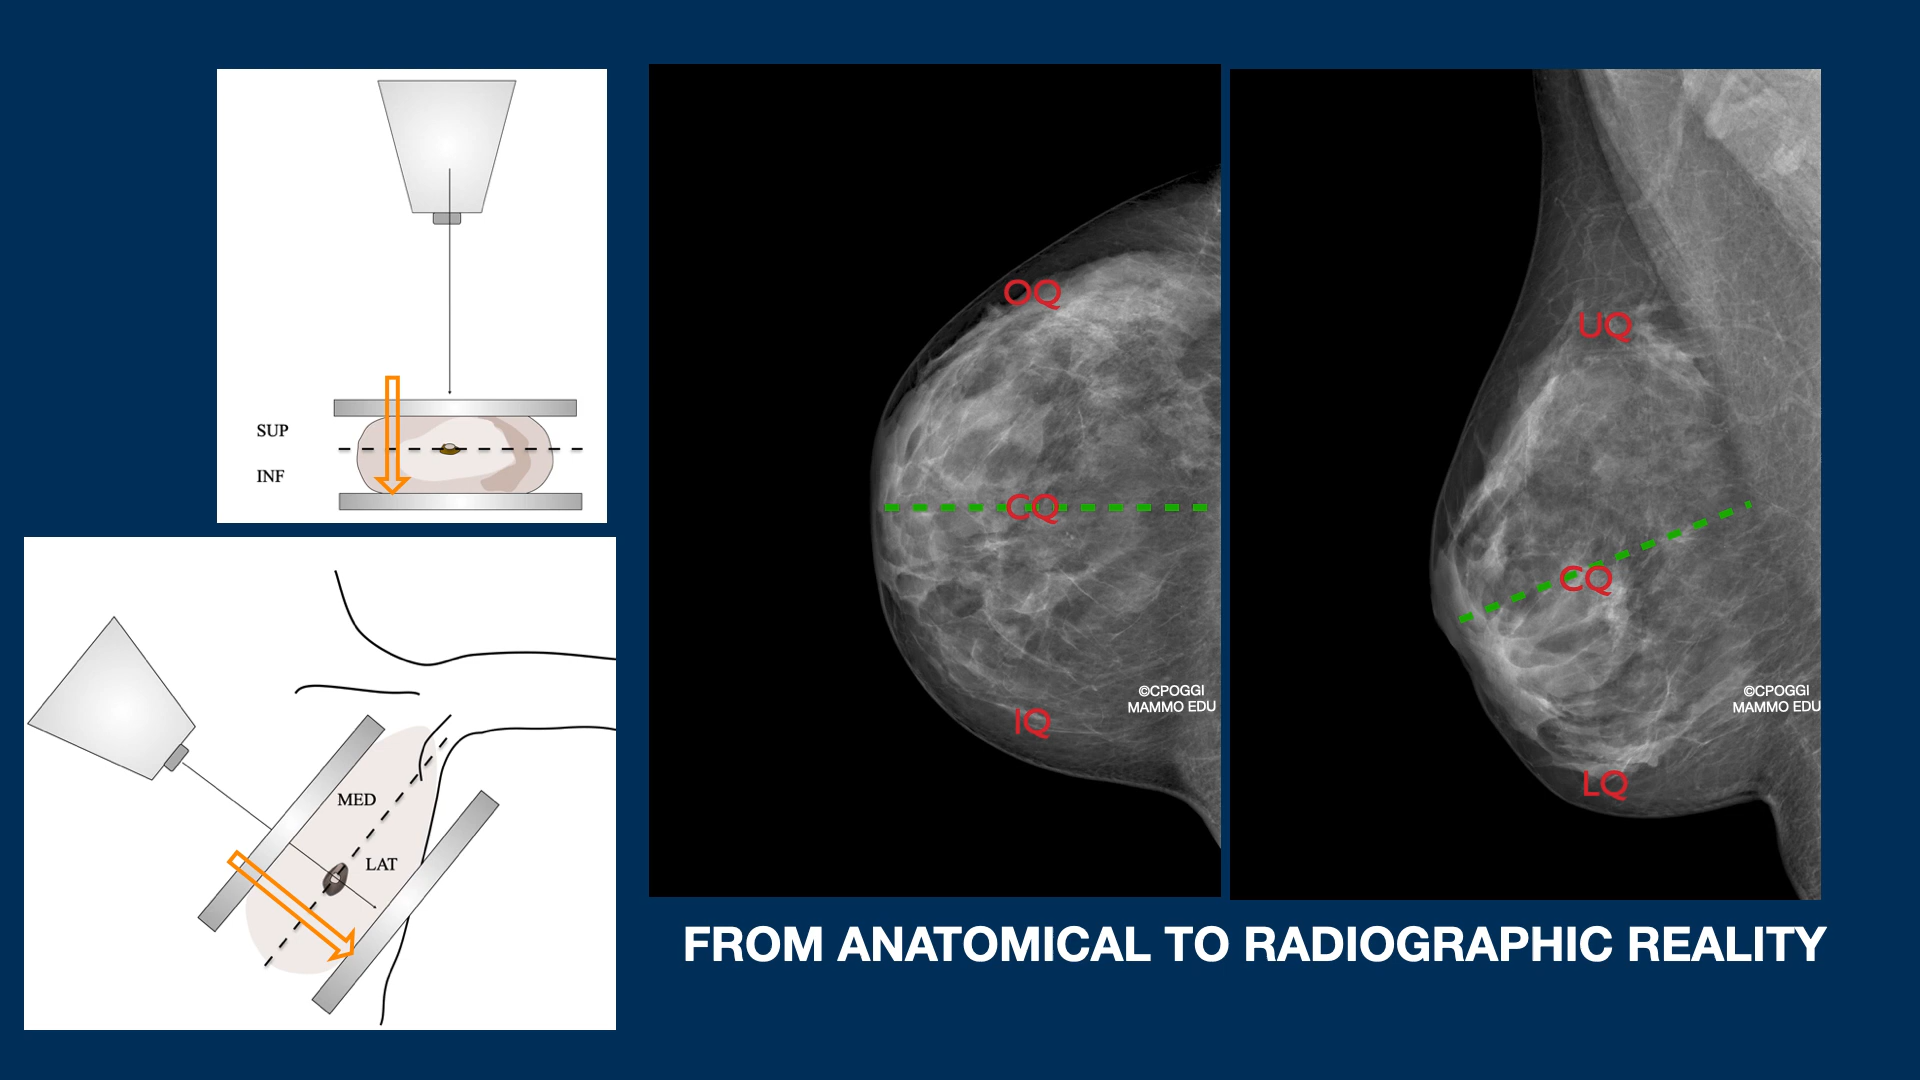 SUP
INF
MED
LAT
OQ
CQ
IQ
©CPOGGI
MAMMO EDU
UQ
CQ
LQ
©CPOGGI
MAMMO EDU
FROM ANATOMICAL TO RADIOGRAPHIC REALITY